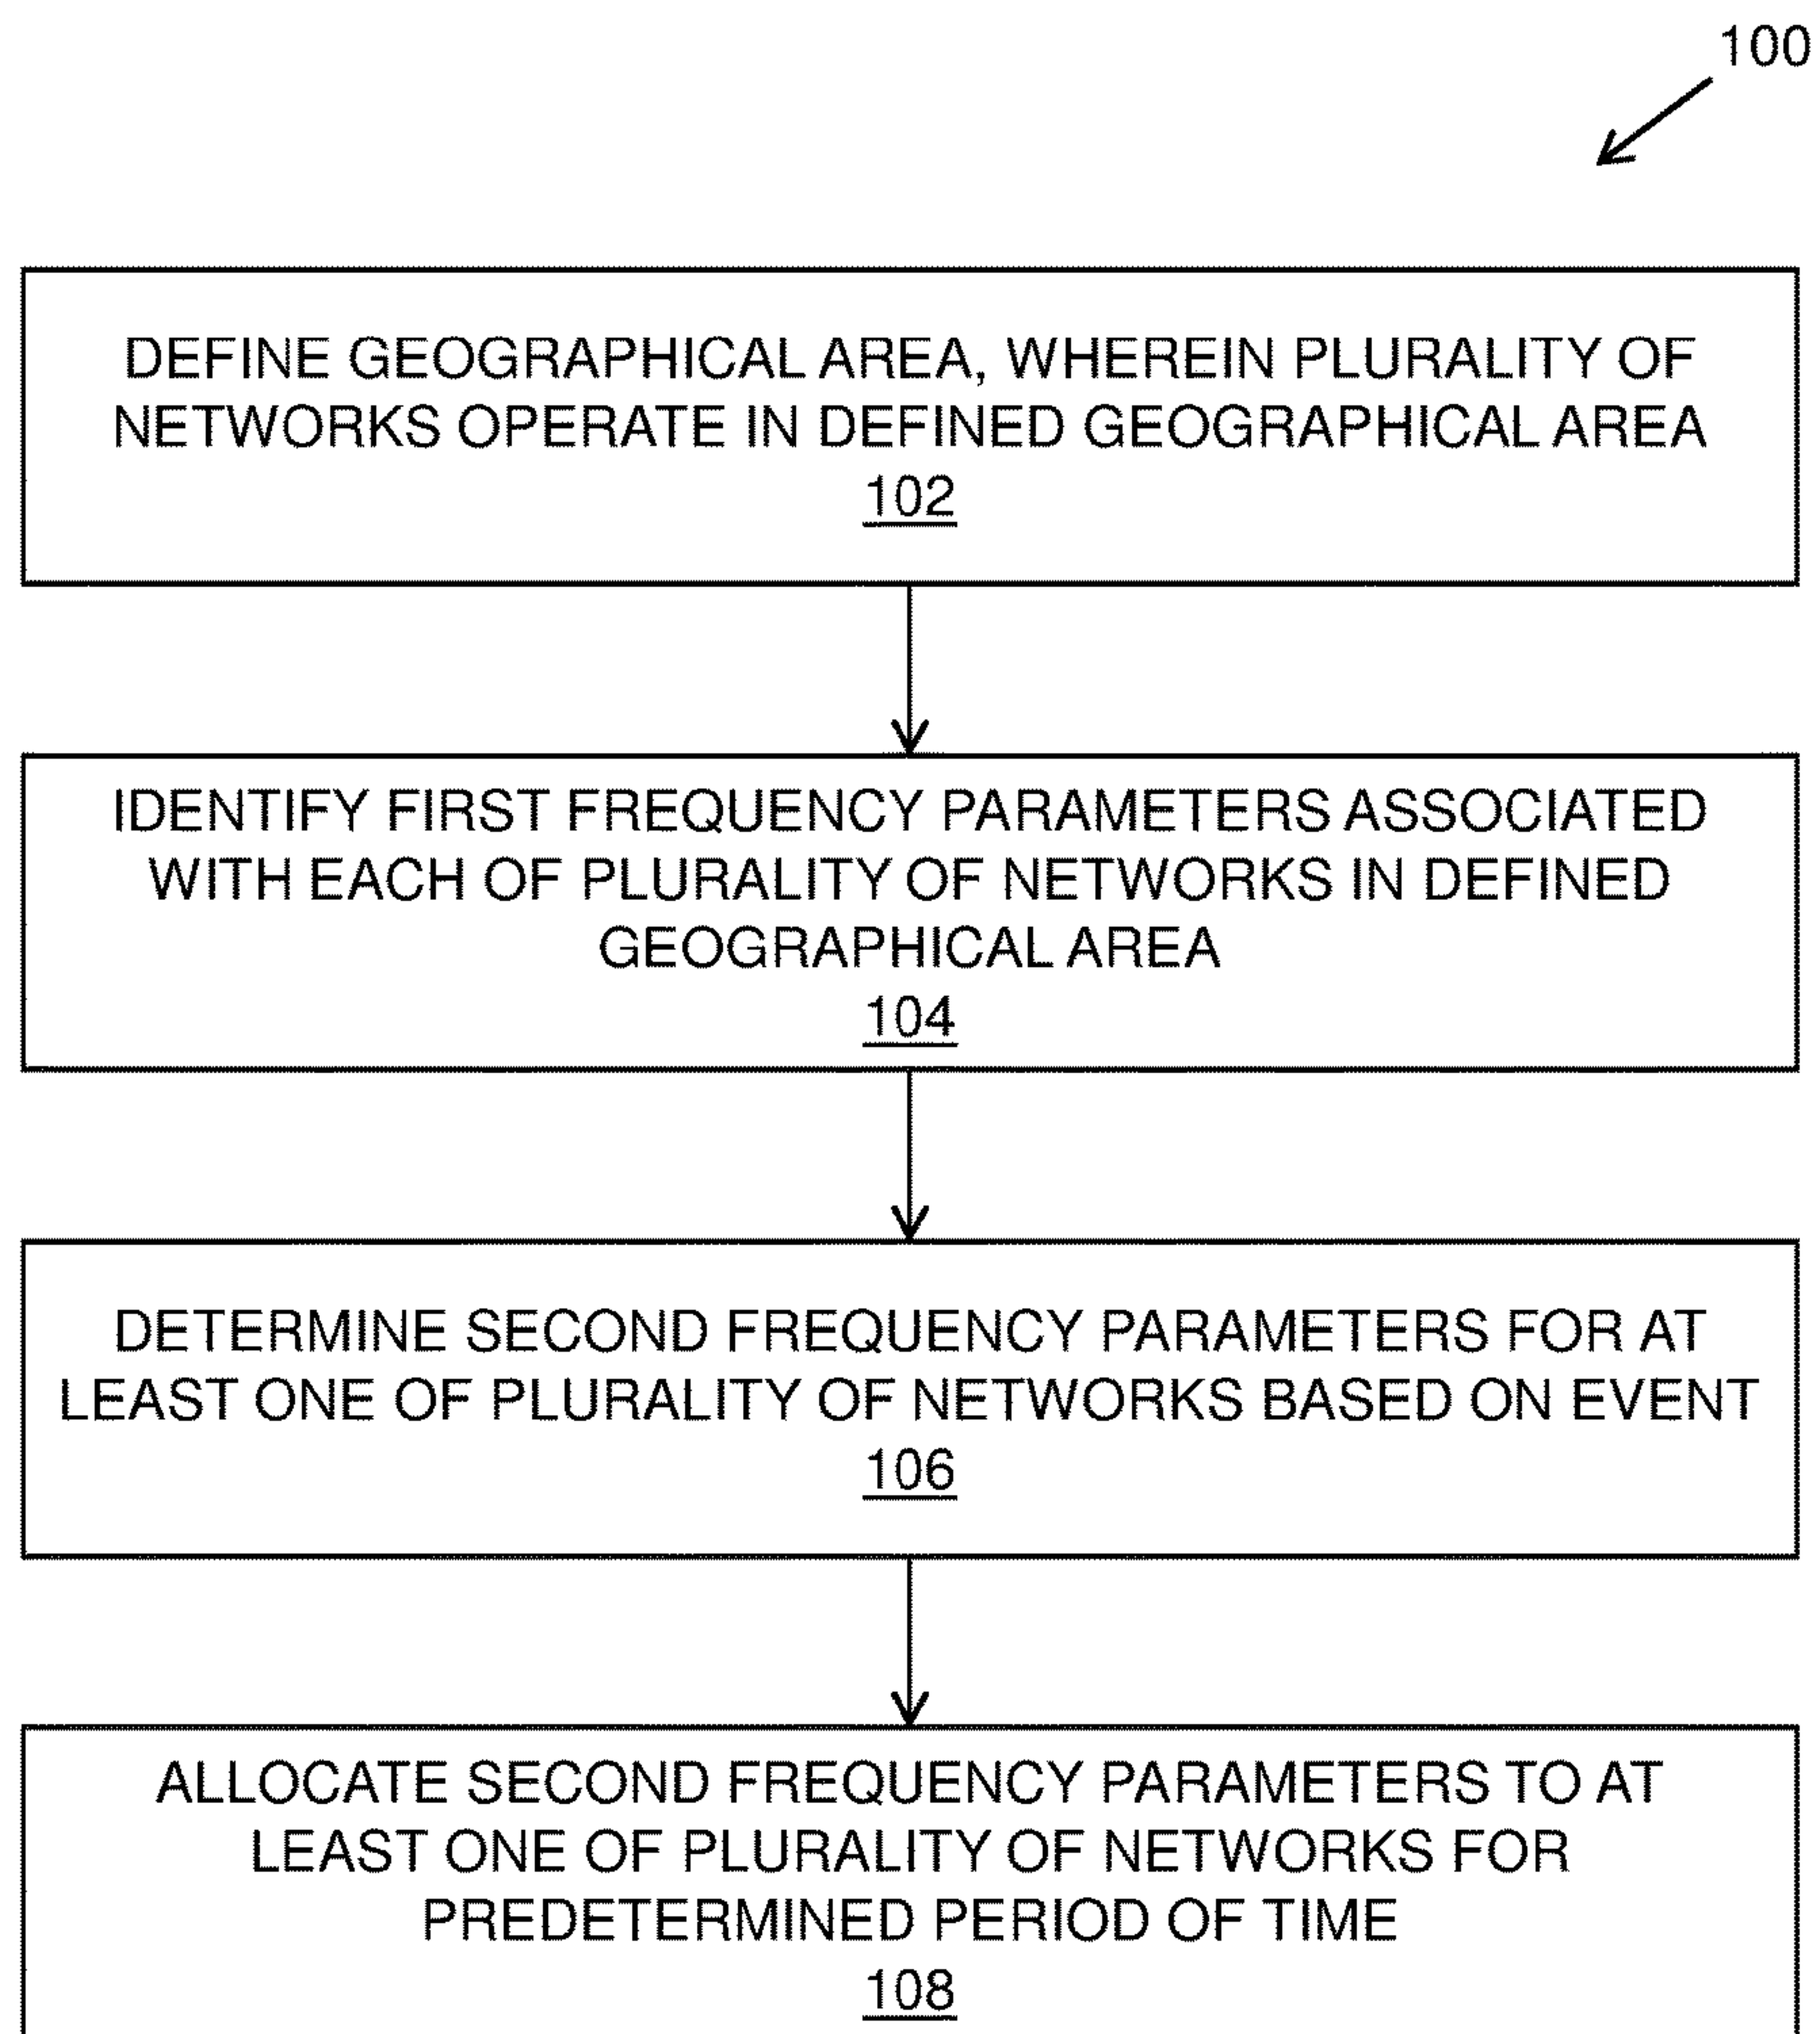 100
DEFINE GEOGRAPHICAL AREA, WHEREIN PLURALITY OF
NETWORKS OPERATE IN DEFINED GEOGRAPHICAL AREA
102
IDENTIFY FIRST FREQUENCY PARAMETERS ASSOCIATED
WITH EACH OF PLURALITY OF NETWORKS IN DEFINED
GEOGRAPHICAL AREA
104
DETERMINE SECOND FREQUENCY PARAMETERS FOR AT
LEAST ONE OF PLURALITY OF NETWORKS BASED ON EVENT
106
ALLOCATE SECOND FREQUENCY PARAMETERS TO AT
LEAST ONE OF PLURALITY OF NETWORKS FOR
PREDETERMINED PERIOD OF TIME
108